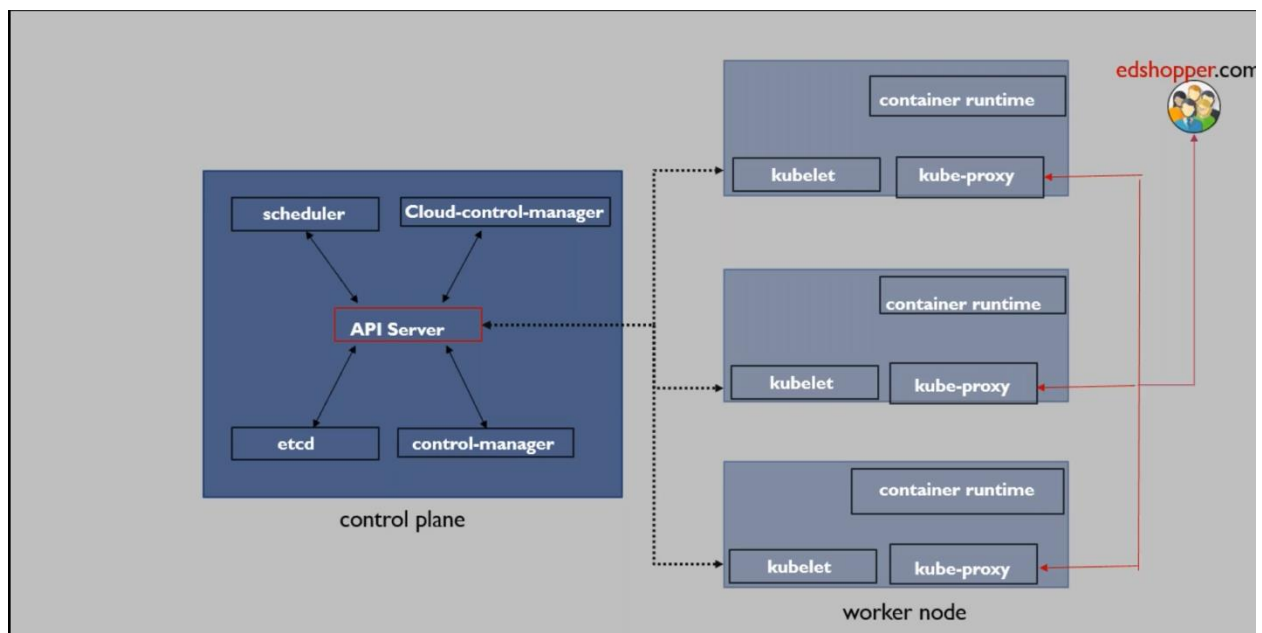 edshopper.com
container runtime
kubelet
kube-proxy
scheduler
Cloud-control-manager
API Server
etcd
control-manager
control plane
container runtime
kubelet
kube-proxy
container runtime
kubelet
kube-proxy
worker node